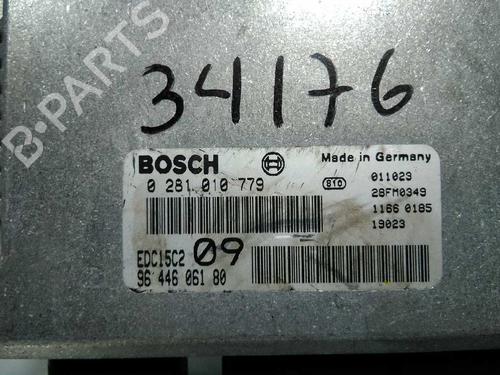 B-PARTS
34176
BOSCH
Made in Germany
0 281 010 779
810
011023
28FM0349
1166 0185
19023
EDC15C2 09
96 446 061 80